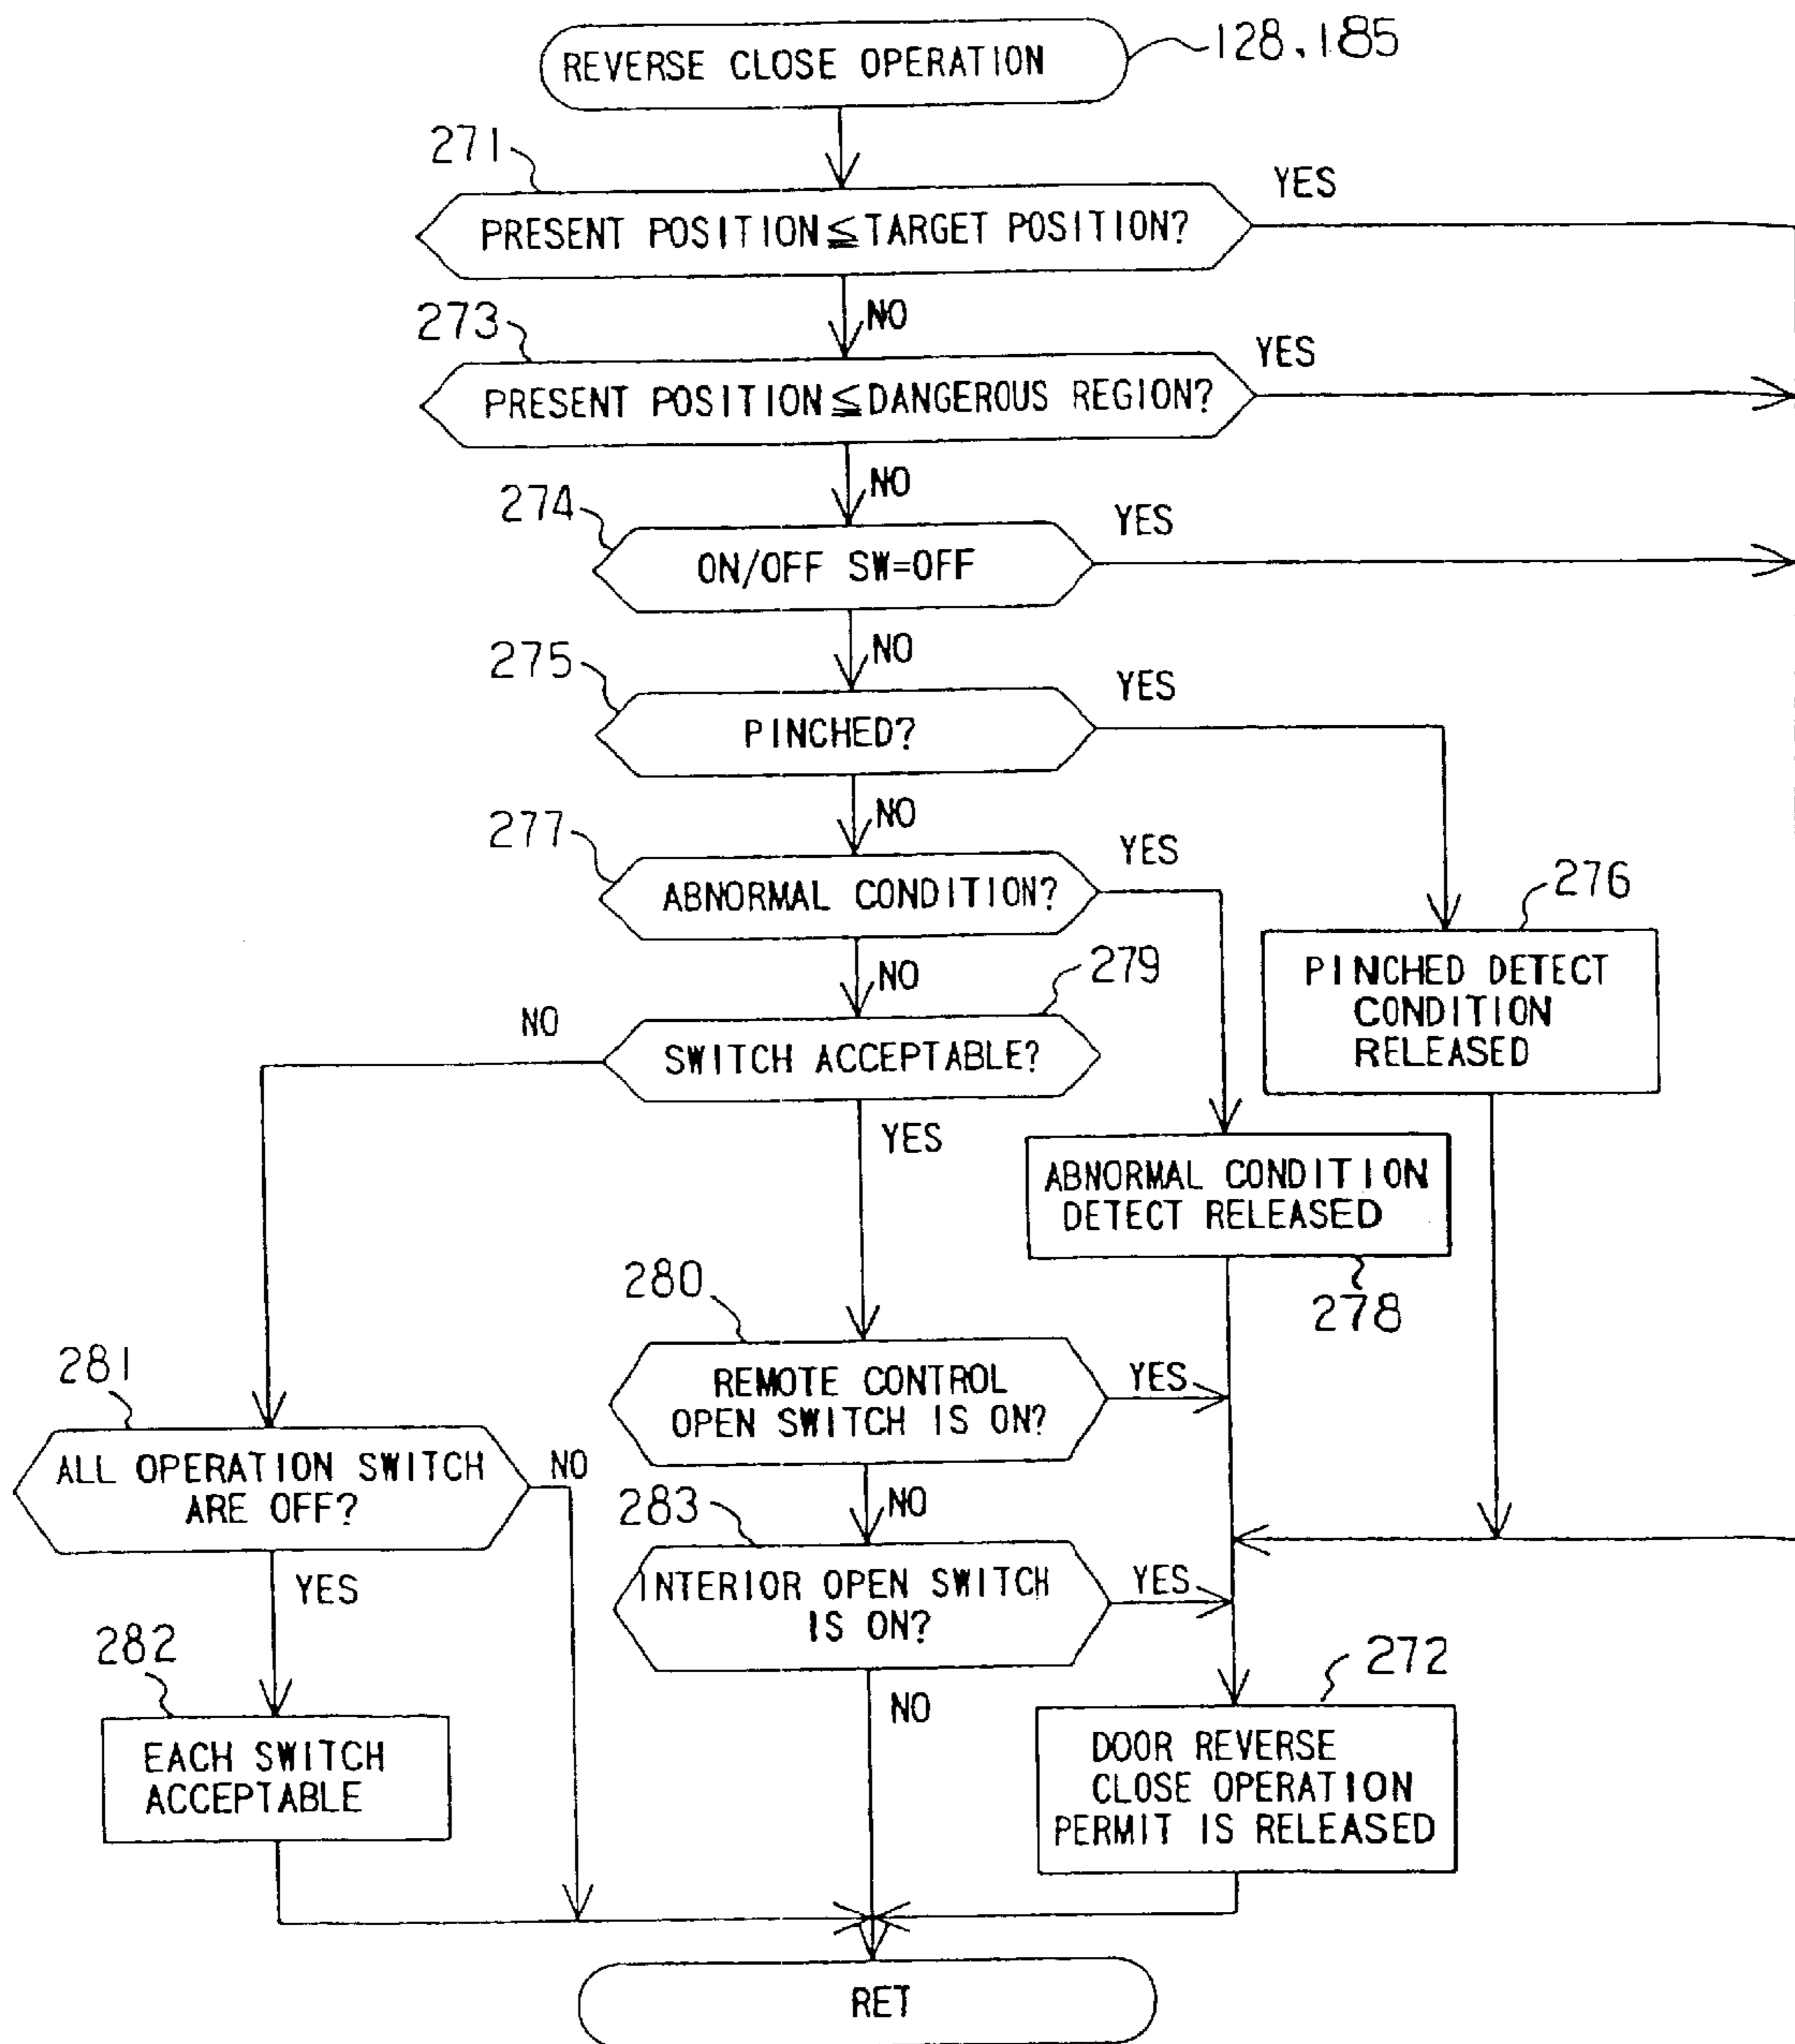 REVERSE CLOSE OPERATION
128, 185
271
PRESENT POSITION≦TARGET POSITION?
YES
NO
273
PRESENT POSITION≦DANGEROUS REGION?
YES
NO
274
ON/OFF SW=OFF
YES
NO
275
PINCHED?
YES
NO
277
ABNORMAL CONDITION?
YES
NO
276
PINCHED DETECT
CONDITION
RELEASED
279
SWITCH ACCEPTABLE?
NO
YES
ABNORMAL CONDITION
DETECT RELEASED
278
280
REMOTE CONTROL
OPEN SWITCH IS ON?
YES
NO
281
ALL OPERATION SWITCH
ARE OFF?
NO
YES
283
INTERIOR OPEN SWITCH
IS ON?
YES
NO
282
EACH SWITCH
ACCEPTABLE
272
DOOR REVERSE
CLOSE OPERATION
PERMIT IS RELEASED
RET